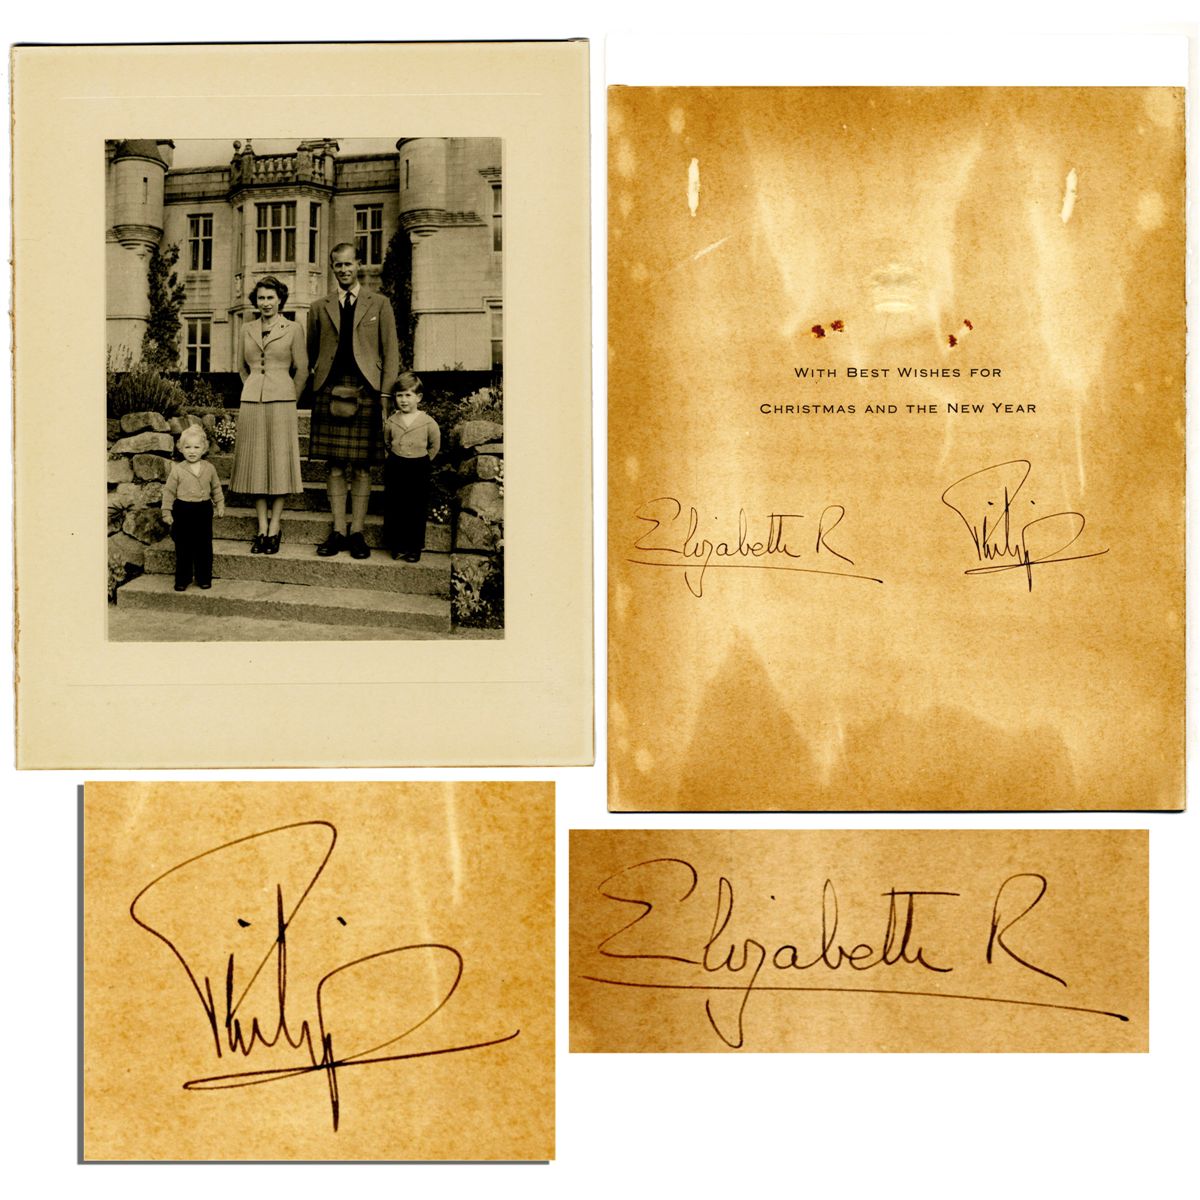 WITH BEST WISHES FOR
CHRISTMAS AND THE NEW YEAR
Elizabeth R
Philip
Philip
Elizabeth R